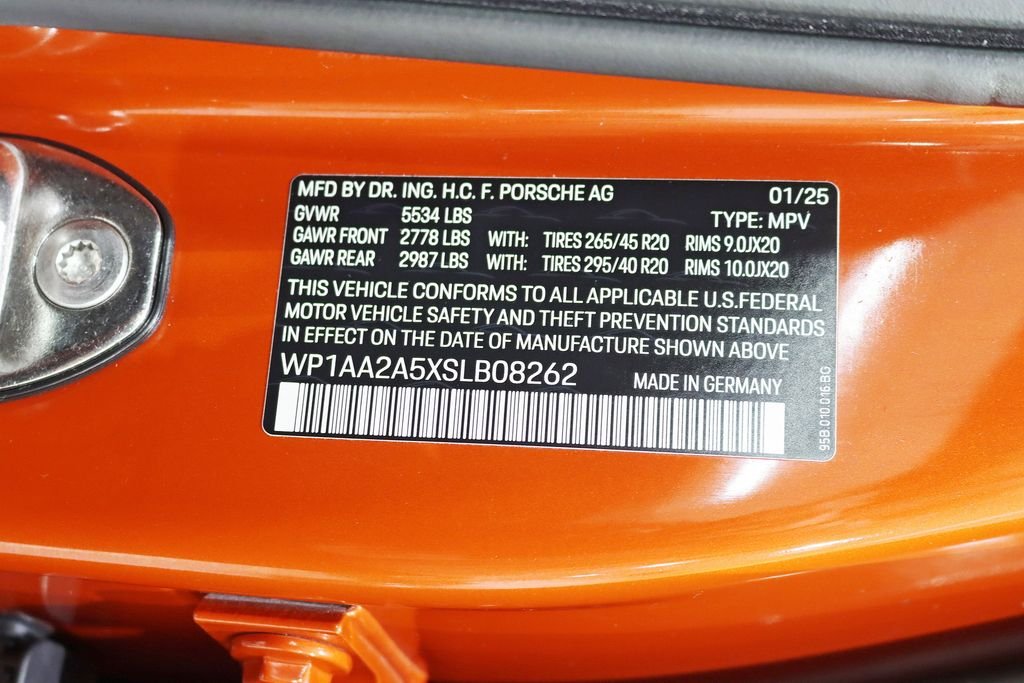 MFD BY DR. ING. H.C. F. PORSCHE AG 01/25
GVWR 5534 LBS TYPE: MPV
GAWR FRONT 2778 LBS WITH: TIRES 265/45 R20 RIMS 9.0JX20
GAWR REAR 2987 LBS WITH: TIRES 295/40 R20 RIMS 10.0JX20
THIS VEHICLE CONFORMS TO ALL APPLICABLE U.S.FEDERAL
MOTOR VEHICLE SAFETY AND THEFT PREVENTION STANDARDS
IN EFFECT ON THE DATE OF MANUFACTURE SHOWN ABOVE
WP1AA2A5XSLB08262 MADE IN GERMANY
95B.010.016.BG